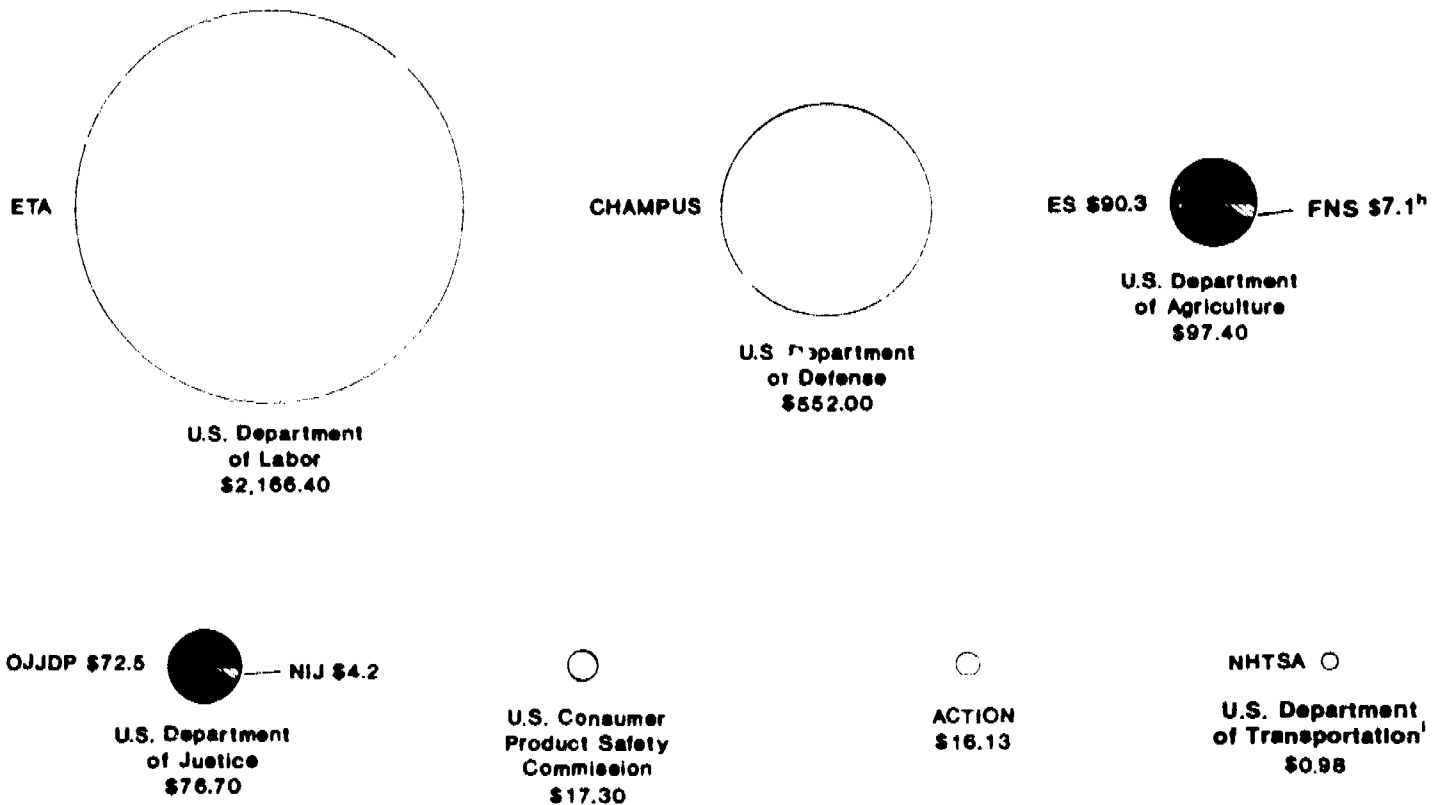 ETA
U.S. Department
of Labor
$2,166.40
CHAMPUS
U.S. Department
of Defense
$552.00
ES $90.3
FNS $7.1ʰ
U.S. Department
of Agriculture
$97.40
OJJDP $72.5
NIJ $4.2
U.S. Department
of Justice
$76.70
U.S. Consumer
Product Safety
Commission
$17.30
ACTION
$16.13
NHTSA
U.S. Department
of Transportationⁱ
$0.98